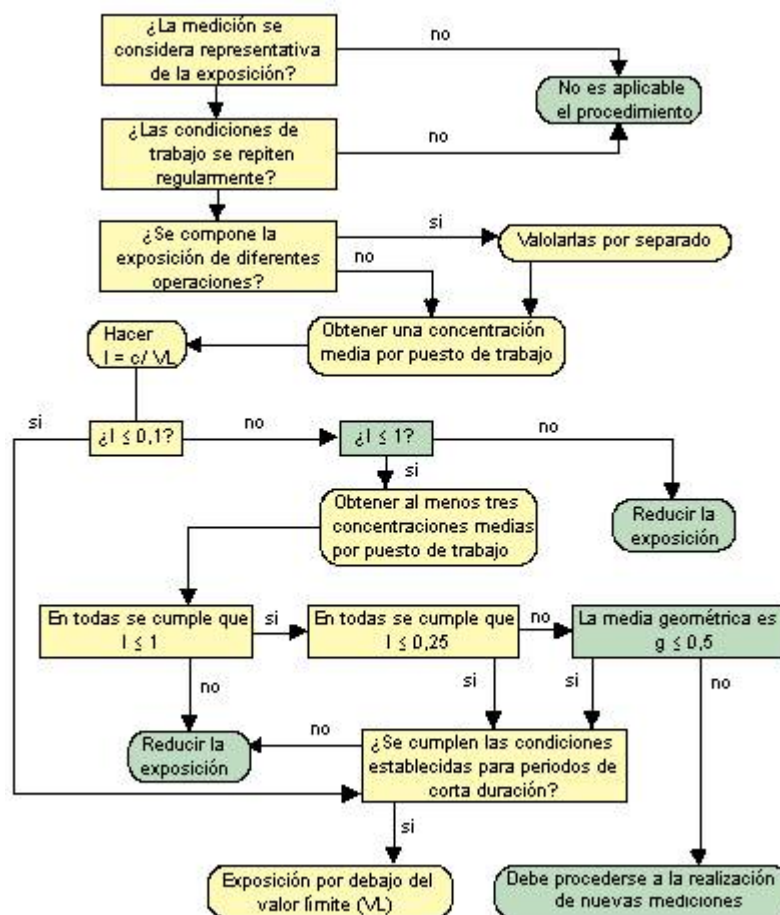 ¿La medición se
considera representativa
de la exposición?
no
No es aplicable
el procedimiento
¿Las condiciones de
trabajo se repiten
regularmente?
no
¿Se compone la
exposición de diferentes
operaciones?
si
Valolarlas por separado
no
Obtener una concentración
media por puesto de trabajo
Hacer
I = c/ VL
si
¿I ≤ 0,1?
no
¿I ≤ 1?
no
si
Obtener al menos tres
concentraciones medias
por puesto de trabajo
Reducir la
exposición
En todas se cumple que
I ≤ 1
si
En todas se cumple que
I ≤ 0,25
no
La media geométrica es
g ≤ 0,5
no
si
si
no
Reducir la
exposición
no
¿Se cumplen las condiciones
establecidas para periodos de
corta duración?
si
Exposición por debajo del
valor límite (VL)
Debe procederse a la realización
de nuevas mediciones